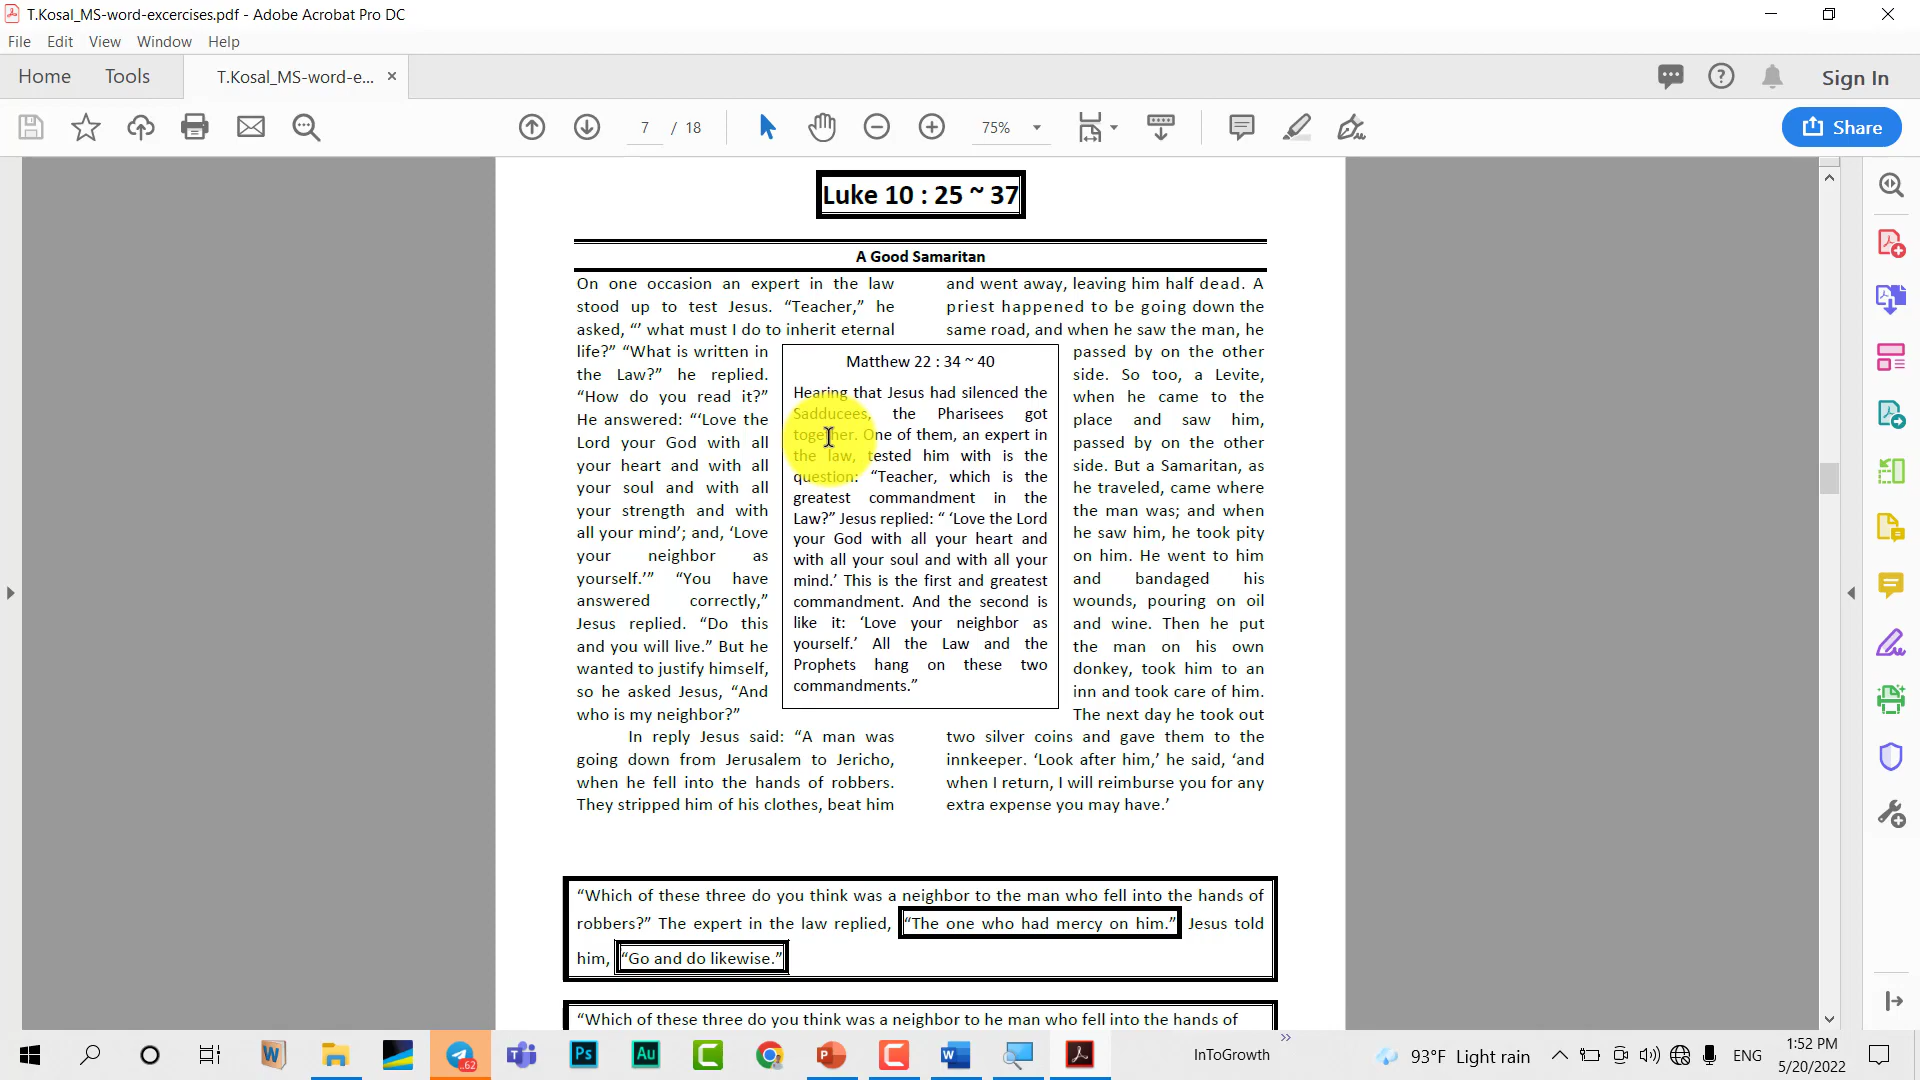 T.Kosal_MS-word-excercises.pdf - Adobe Acrobat Pro DC
File Edit View Window Help
Home Tools T.Kosal_MS-word-e... Sign In
7 / 18 75% Share
Luke 10 : 25 ~ 37
A Good Samaritan
On one occasion an expert in the law
stood up to test Jesus. “Teacher,” he
asked, “’ what must I do to inherit eternal
life?” “What is written in
the Law?” he replied.
“How do you read it?”
He answered: “‘Love the
Lord your God with all
your heart and with all
your soul and with all
your strength and with
all your mind’; and, ‘Love
your neighbor as
yourself.’” “You have
answered correctly,”
Jesus replied. “Do this
and you will live.” But he
wanted to justify himself,
so he asked Jesus, “And
who is my neighbor?”
In reply Jesus said: “A man was
going down from Jerusalem to Jericho,
when he fell into the hands of robbers.
They stripped him of his clothes, beat him
Matthew 22 : 34 ~ 40
Hearing that Jesus had silenced the
Sadducees, the Pharisees got
together. One of them, an expert in
the law, tested him with is the
question: “Teacher, which is the
greatest commandment in the
Law?” Jesus replied: “ ‘Love the Lord
your God with all your heart and
with all your soul and with all your
mind.’ This is the first and greatest
commandment. And the second is
like it: ‘Love your neighbor as
yourself.’ All the Law and the
Prophets hang on these two
commandments.”
and went away, leaving him half dead. A
priest happened to be going down the
same road, and when he saw the man, he
passed by on the other
side. So too, a Levite,
when he came to the
place and saw him,
passed by on the other
side. But a Samaritan, as
he traveled, came where
the man was; and when
he saw him, he took pity
on him. He went to him
and bandaged his
wounds, pouring on oil
and wine. Then he put
the man on his own
donkey, took him to an
inn and took care of him.
The next day he took out
two silver coins and gave them to the
innkeeper. ‘Look after him,’ he said, ‘and
when I return, I will reimburse you for any
extra expense you may have.’
“Which of these three do you think was a neighbor to the man who fell into the hands of
robbers?” The expert in the law replied, “The one who had mercy on him.” Jesus told
him, “Go and do likewise.”
“Which of these three do you think was a neighbor to he man who fell into the hands of
62 InToGrowth 93°F Light rain ENG 1:52 PM
5/20/2022